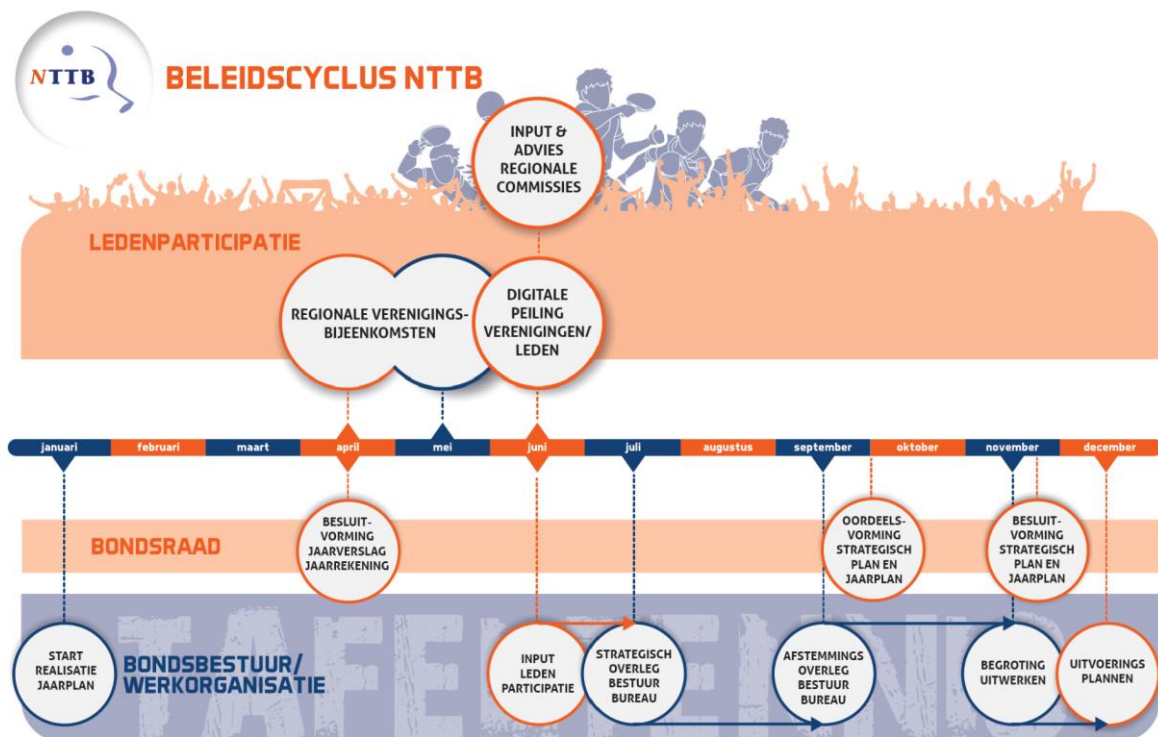 NTTB
BELEIDSCYCLUS NTTB
INPUT &
ADVIES
REGIONALE
COMMISSIES
LEDENPARTICIPATIE
REGIONALE VERENIGINGS-
BIJEENKOMSTEN
DIGITALE
PEILING
VERENIGINGEN/
LEDEN
januari februari maart april mei juni juli augustus september oktober november december
BONDSRAAD
BESLUIT-
VORMING
JAARVERSLAG
JAARREKENING
OORDEELS-
VORMING
STRATEGISCH
PLAN EN
JAARPLAN
BESLUIT-
VORMING
STRATEGISCH
PLAN EN
JAARPLAN
TAFELTENNIS
START
REALISATIE
JAARPLAN
BONDSBESTUUR/
WERKORGANISATIE
INPUT
LEDEN
PARTICIPATIE
STRATEGISCH
OVERLEG
BESTUUR
BUREAU
AFSTEMMINGS
OVERLEG
BESTUUR
BUREAU
BEGROTING
UITWERKEN
UITVOERINGS
PLANNEN